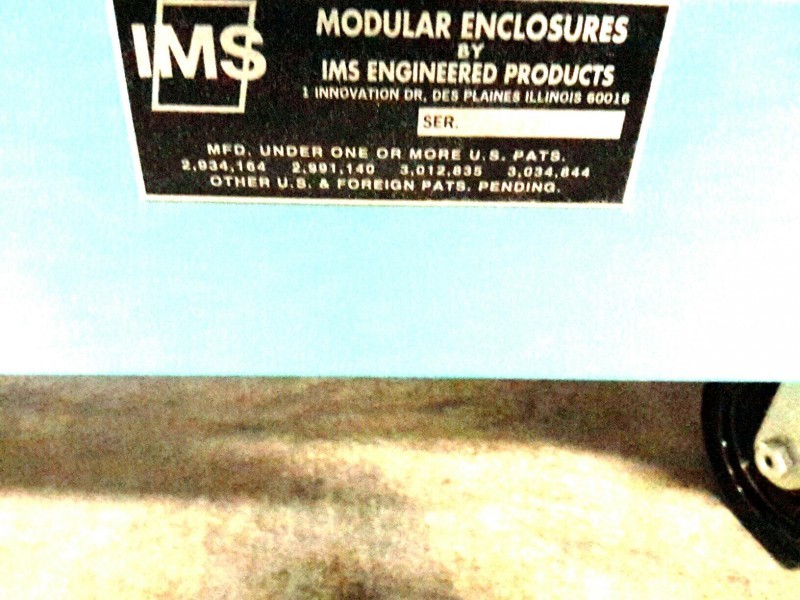 IMS
MODULAR ENCLOSURES
BY
IMS ENGINEERED PRODUCTS
1 INNOVATION DR, DES PLAINES ILLINOIS 60016
SER.
MFD. UNDER ONE OR MORE U.S. PATS.
2,934,164 2,991,140 3,012,835 3,034,844
OTHER U.S. & FOREIGN PATS. PENDING.